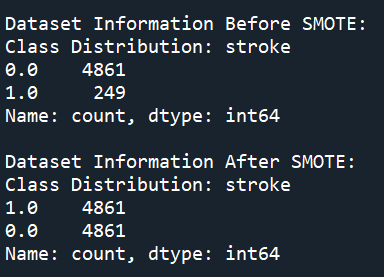 Dataset Information Before SMOTE:
Class Distribution: stroke
0.0    4861
1.0     249
Name: count, dtype: int64

Dataset Information After SMOTE:
Class Distribution: stroke
1.0    4861
0.0    4861
Name: count, dtype: int64